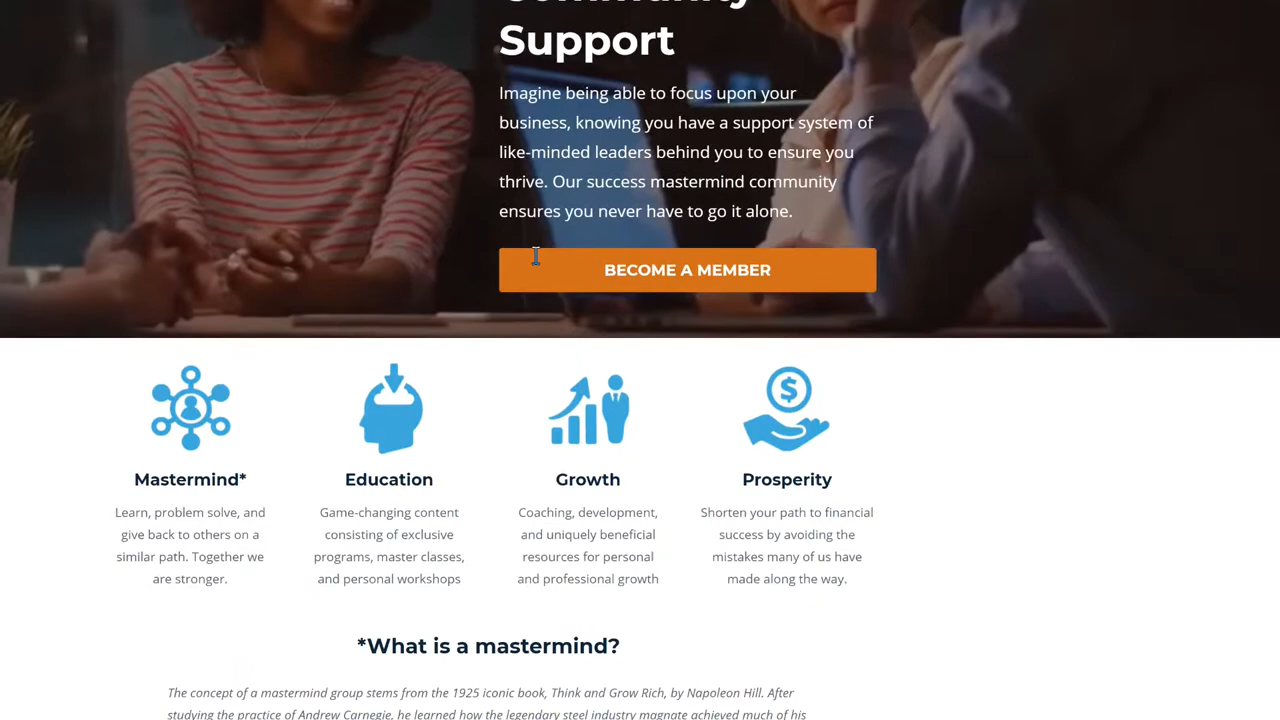 Community
Support
Imagine being able to focus upon your
business, knowing you have a support system of
like-minded leaders behind you to ensure you
thrive. Our success mastermind community
ensures you never have to go it alone.
BECOME A MEMBER
Mastermind*
Learn, problem solve, and
give back to others on a
similar path. Together we
are stronger.
Education
Game-changing content
consisting of exclusive
programs, master classes,
and personal workshops
Growth
Coaching, development,
and uniquely beneficial
resources for personal
and professional growth
Prosperity
Shorten your path to financial
success by avoiding the
mistakes many of us have
made along the way.
*What is a mastermind?
The concept of a mastermind group stems from the 1925 iconic book, Think and Grow Rich, by Napoleon Hill. After
studying the practice of Andrew Carnegie, he learned how the legendary steel industry magnate achieved much of his